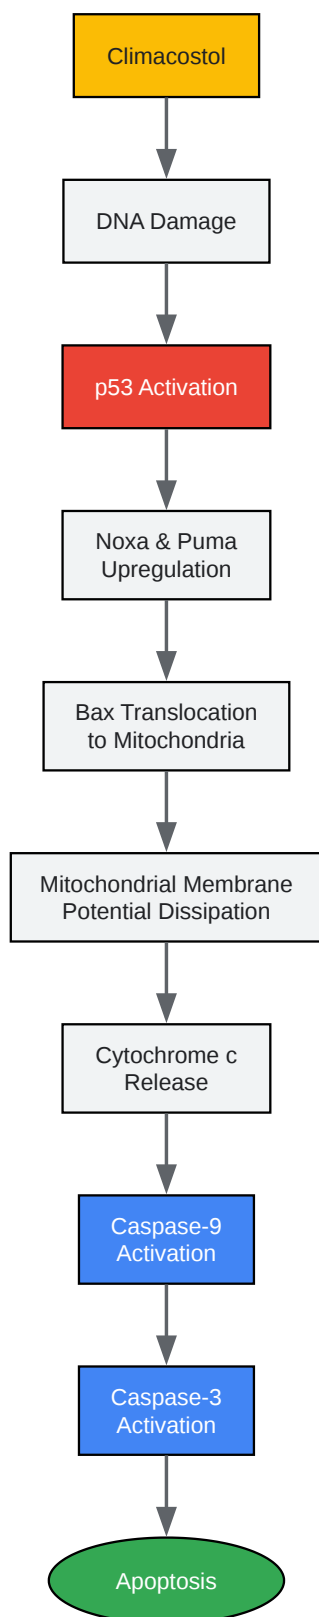 Climacostol
DNA Damage
p53 Activation
Noxa & Puma
Upregulation
Bax Translocation
to Mitochondria
Mitochondrial Membrane
Potential Dissipation
Cytochrome c
Release
Caspase-9
Activation
Caspase-3
Activation
Apoptosis